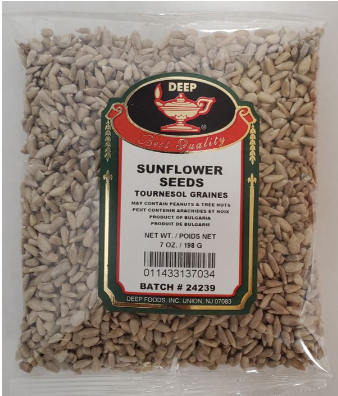 DEEP
®
Best Quality
SUNFLOWER
SEEDS
TOURNESOL GRAINES
MAY CONTAIN PEANUTS & TREE NUTS
PEUT CONTENIR ARACHIDES ET NOIX
PRODUCT OF BULGARIA
PRODUIT DE BULGARIE
NET WT. / POIDS NET
7 OZ. / 198 G
011433137034
BATCH # 24239
DEEP FOODS, INC. UNION, NJ 07083